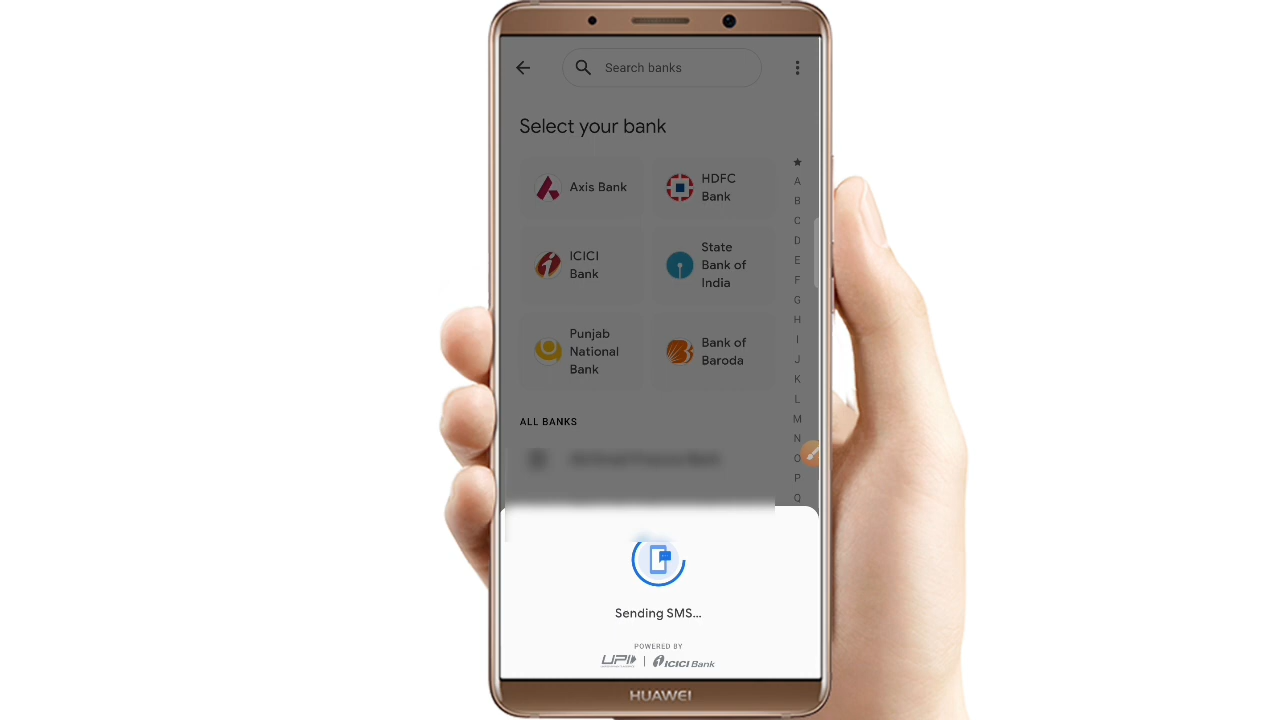 Search banks
Select your bank
Axis Bank
HDFC
Bank
ICICI
Bank
State
Bank of
India
Punjab
National
Bank
Bank of
Baroda
ALL BANKS
★
A
B
C
D
E
F
G
H
I
J
K
L
M
N
O
P
Q
Sending SMS...
POWERED BY
UPI | ICICI Bank
HUAWEI